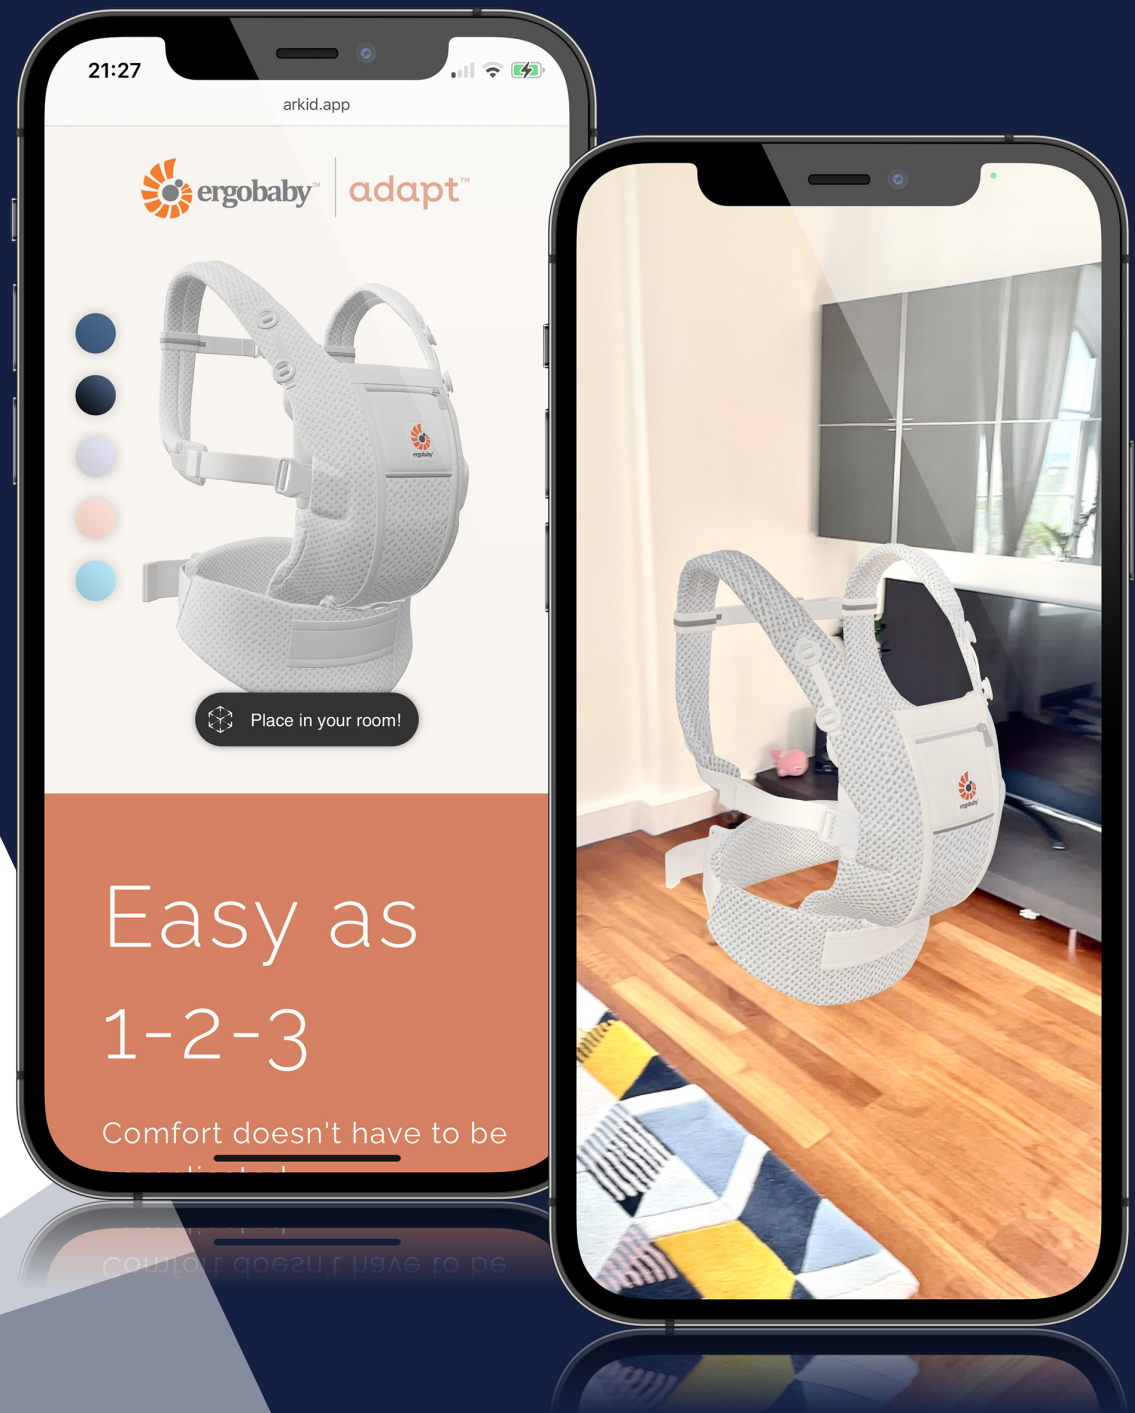 21:27
arkid.app
ergobaby™ | adapt™
ergobaby
Place in your room!
Easy as
1-2-3
Comfort doesn't have to be
ergobaby